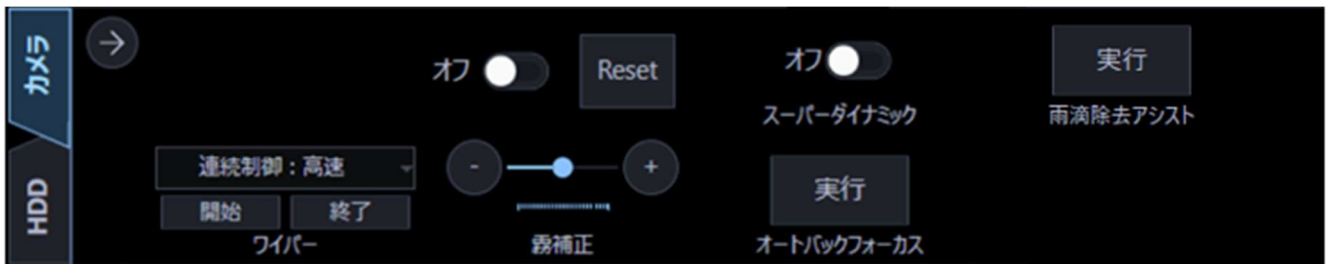 カメラ
HDD
オフ
Reset
連続制御：高速
開始
終了
ワイパー
-
+
霧補正
オフ
スーパーダイナミック
実行
オートバックフォーカス
実行
雨滴除去アシスト